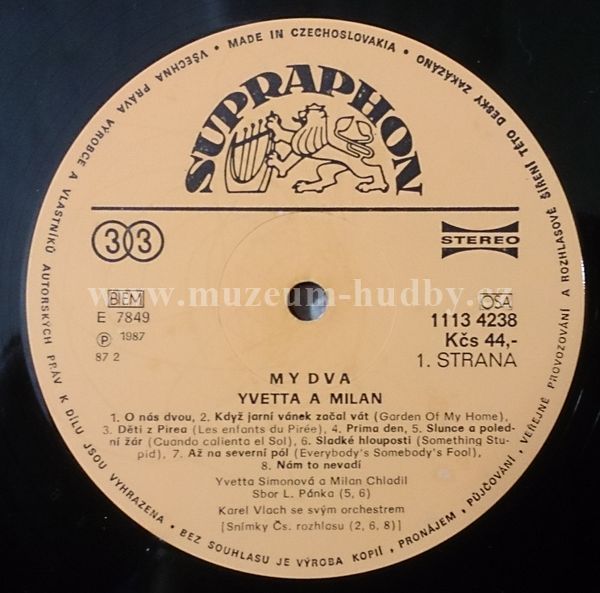 VŠECHNA PRÁVA VÝROBCE A VLASTNÍKŮ AUTORSKÝCH PRÁV K DÍLU JSOU VYHRAZENA • BEZ SOUHLASU JE VÝROBA KOPIÍ, PRONÁJEM, PŮJČOVÁNÍ, VEŘEJNÉ PROVOZOVÁNÍ A ROZHLASOVÉ ŠÍŘENÍ TÉTO DESKY ZAKÁZÁNO • MADE IN CZECHOSLOVAKIA •
SUPRAPHON
33
STEREO
www.muzeum-hudby.cz
BIEM
OSA
E 7849
1113 4238
Ⓟ 1987
Kčs 44,-
87 2
1. STRANA
MY DVA
YVETTA A MILAN
1. O nás dvou, 2. Když jarní vánek začal vát (Garden Of My Home),
3. Děti z Pirea (Les enfants du Pirée), 4. Prima den, 5. Slunce a poled-
ní žár (Cuando calienta el Sol), 6. Sladké hlouposti (Something Stu-
pid), 7. Až na severní pól (Everybody's Somebody's Fool),
8. Nám to nevadí
Yvetta Simonová a Milan Chladil
Sbor L. Pánka (5, 6)
Karel Vlach se svým orchestrem
[Snímky Čs. rozhlasu (2, 6, 8)]